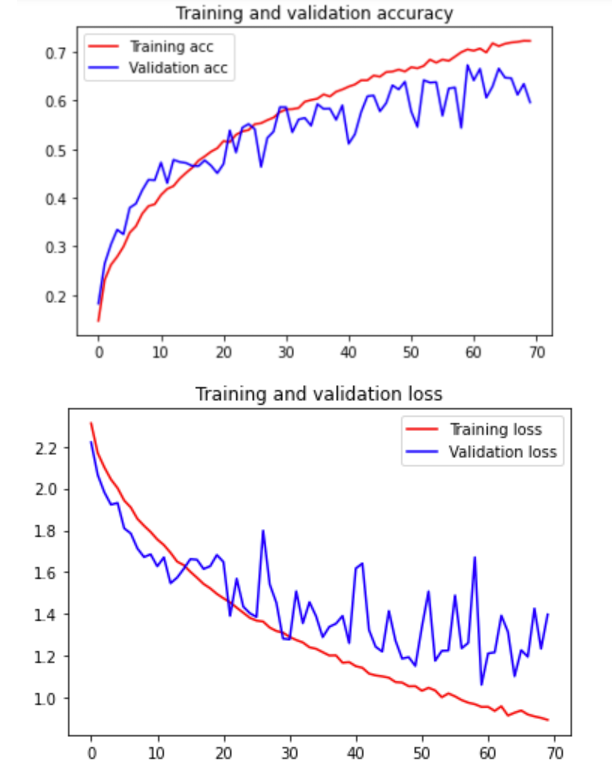 Training and validation accuracy
Training acc
Validation acc
0.7
0.6
0.5
0.4
0.3
0.2
0 10 20 30 40 50 60 70
Training and validation loss
Training loss
Validation loss
2.2
2.0
1.8
1.6
1.4
1.2
1.0
0 10 20 30 40 50 60 70